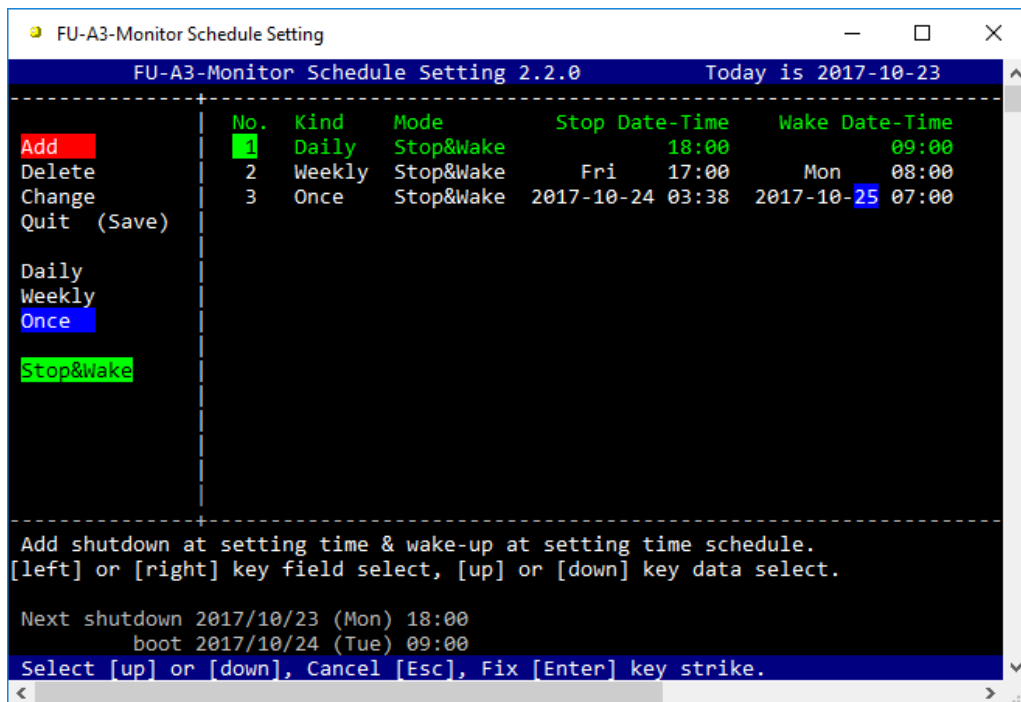 FU-A3-Monitor Schedule Setting
FU-A3-Monitor Schedule Setting 2.2.0 Today is 2017-10-23
No. Kind Mode Stop Date-Time Wake Date-Time
Add 1 Daily Stop&Wake 18:00 09:00
Delete 2 Weekly Stop&Wake Fri 17:00 Mon 08:00
Change 3 Once Stop&Wake 2017-10-24 03:38 2017-10-25 07:00
Quit (Save)
Daily
Weekly
Once
Stop&Wake
Add shutdown at setting time & wake-up at setting time schedule.
[left] or [right] key field select, [up] or [down] key data select.
Next shutdown 2017/10/23 (Mon) 18:00
boot 2017/10/24 (Tue) 09:00
Select [up] or [down], Cancel [Esc], Fix [Enter] key strike.